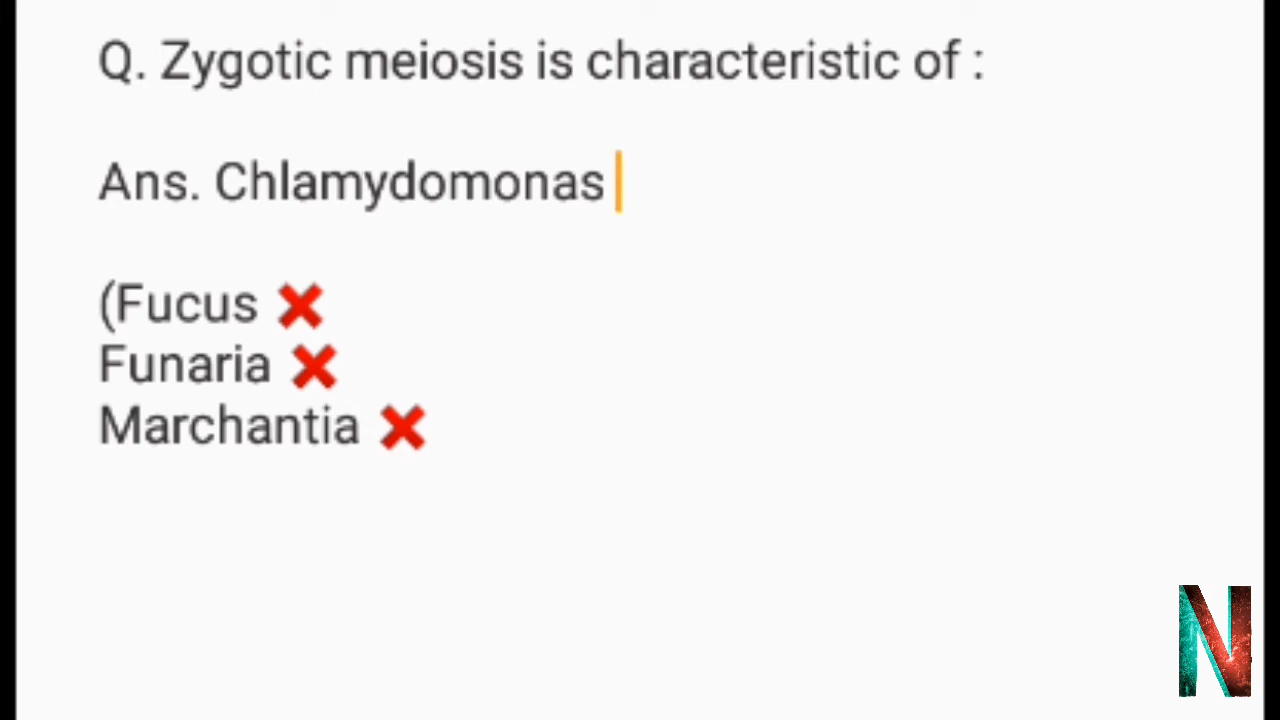 Q. Zygotic meiosis is characteristic of :
Ans. Chlamydomonas
(Fucus ❌
Funaria ❌
Marchantia ❌
N